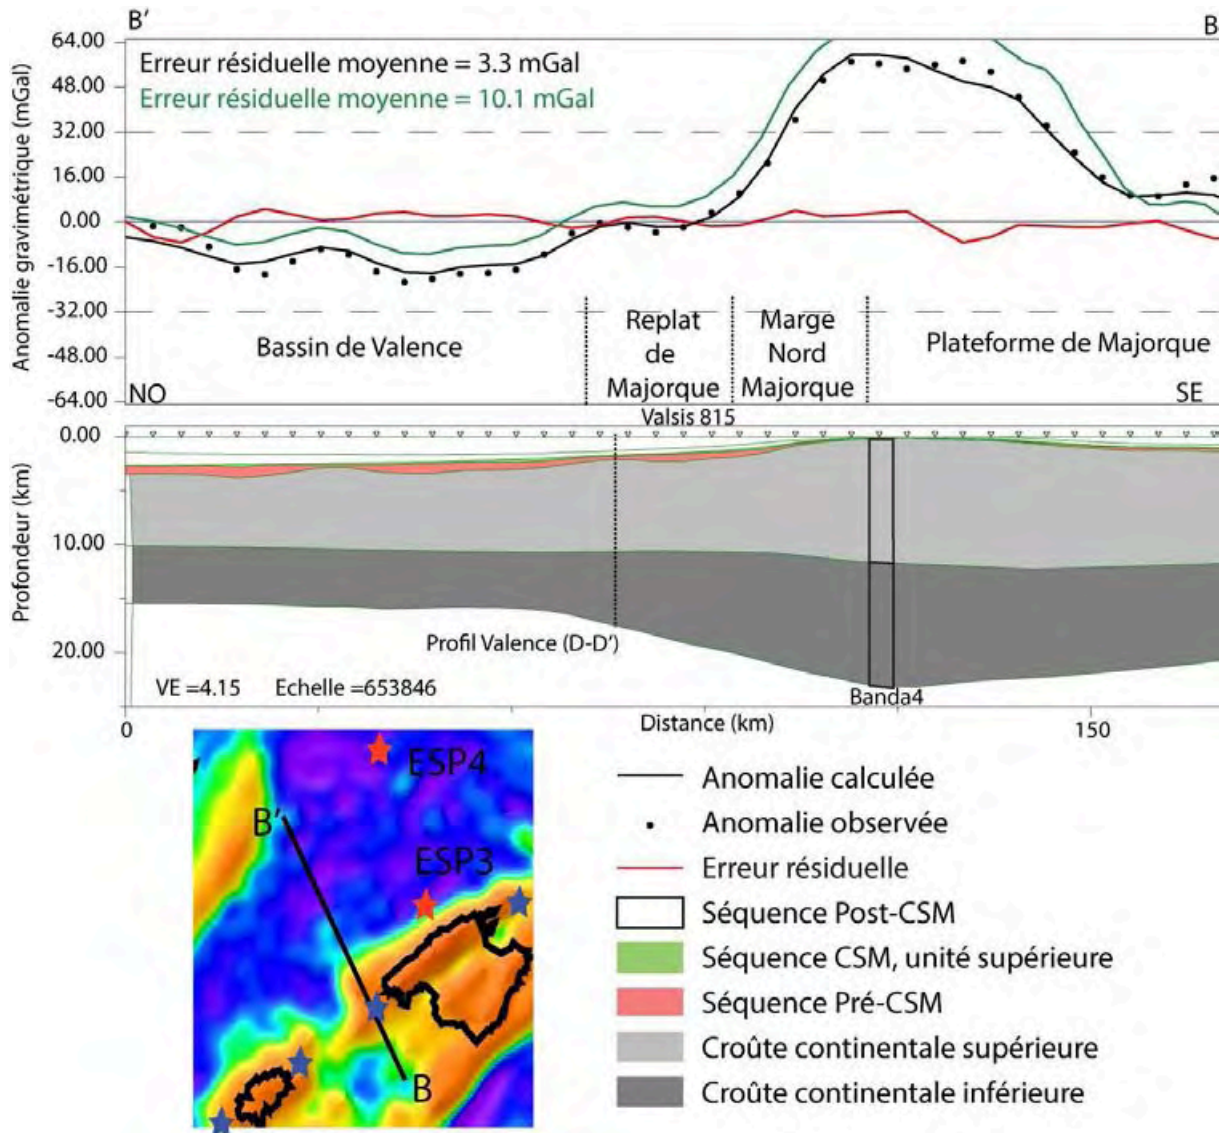 B′
B
64.00
48.00
32.00
16.00
0.00
-16.00
-32.00
-48.00
-64.00
Anomalie gravimétrique (mGal)
Erreur résiduelle moyenne = 3.3 mGal
Erreur résiduelle moyenne = 10.1 mGal
Bassin de Valence
Replat
de
Majorque
Marge
Nord
Majorque
Plateforme de Majorque
NO
SE
Valsis 815
0.00
10.00
20.00
Profondeur (km)
Profil Valence (D-D’)
VE =4.15 Echelle =653846
Banda4
0
Distance (km)
150
ESP4
B′
ESP3
B
Anomalie calculée
Anomalie observée
Erreur résiduelle
Séquence Post-CSM
Séquence CSM, unité supérieure
Séquence Pré-CSM
Croûte continentale supérieure
Croûte continentale inférieure